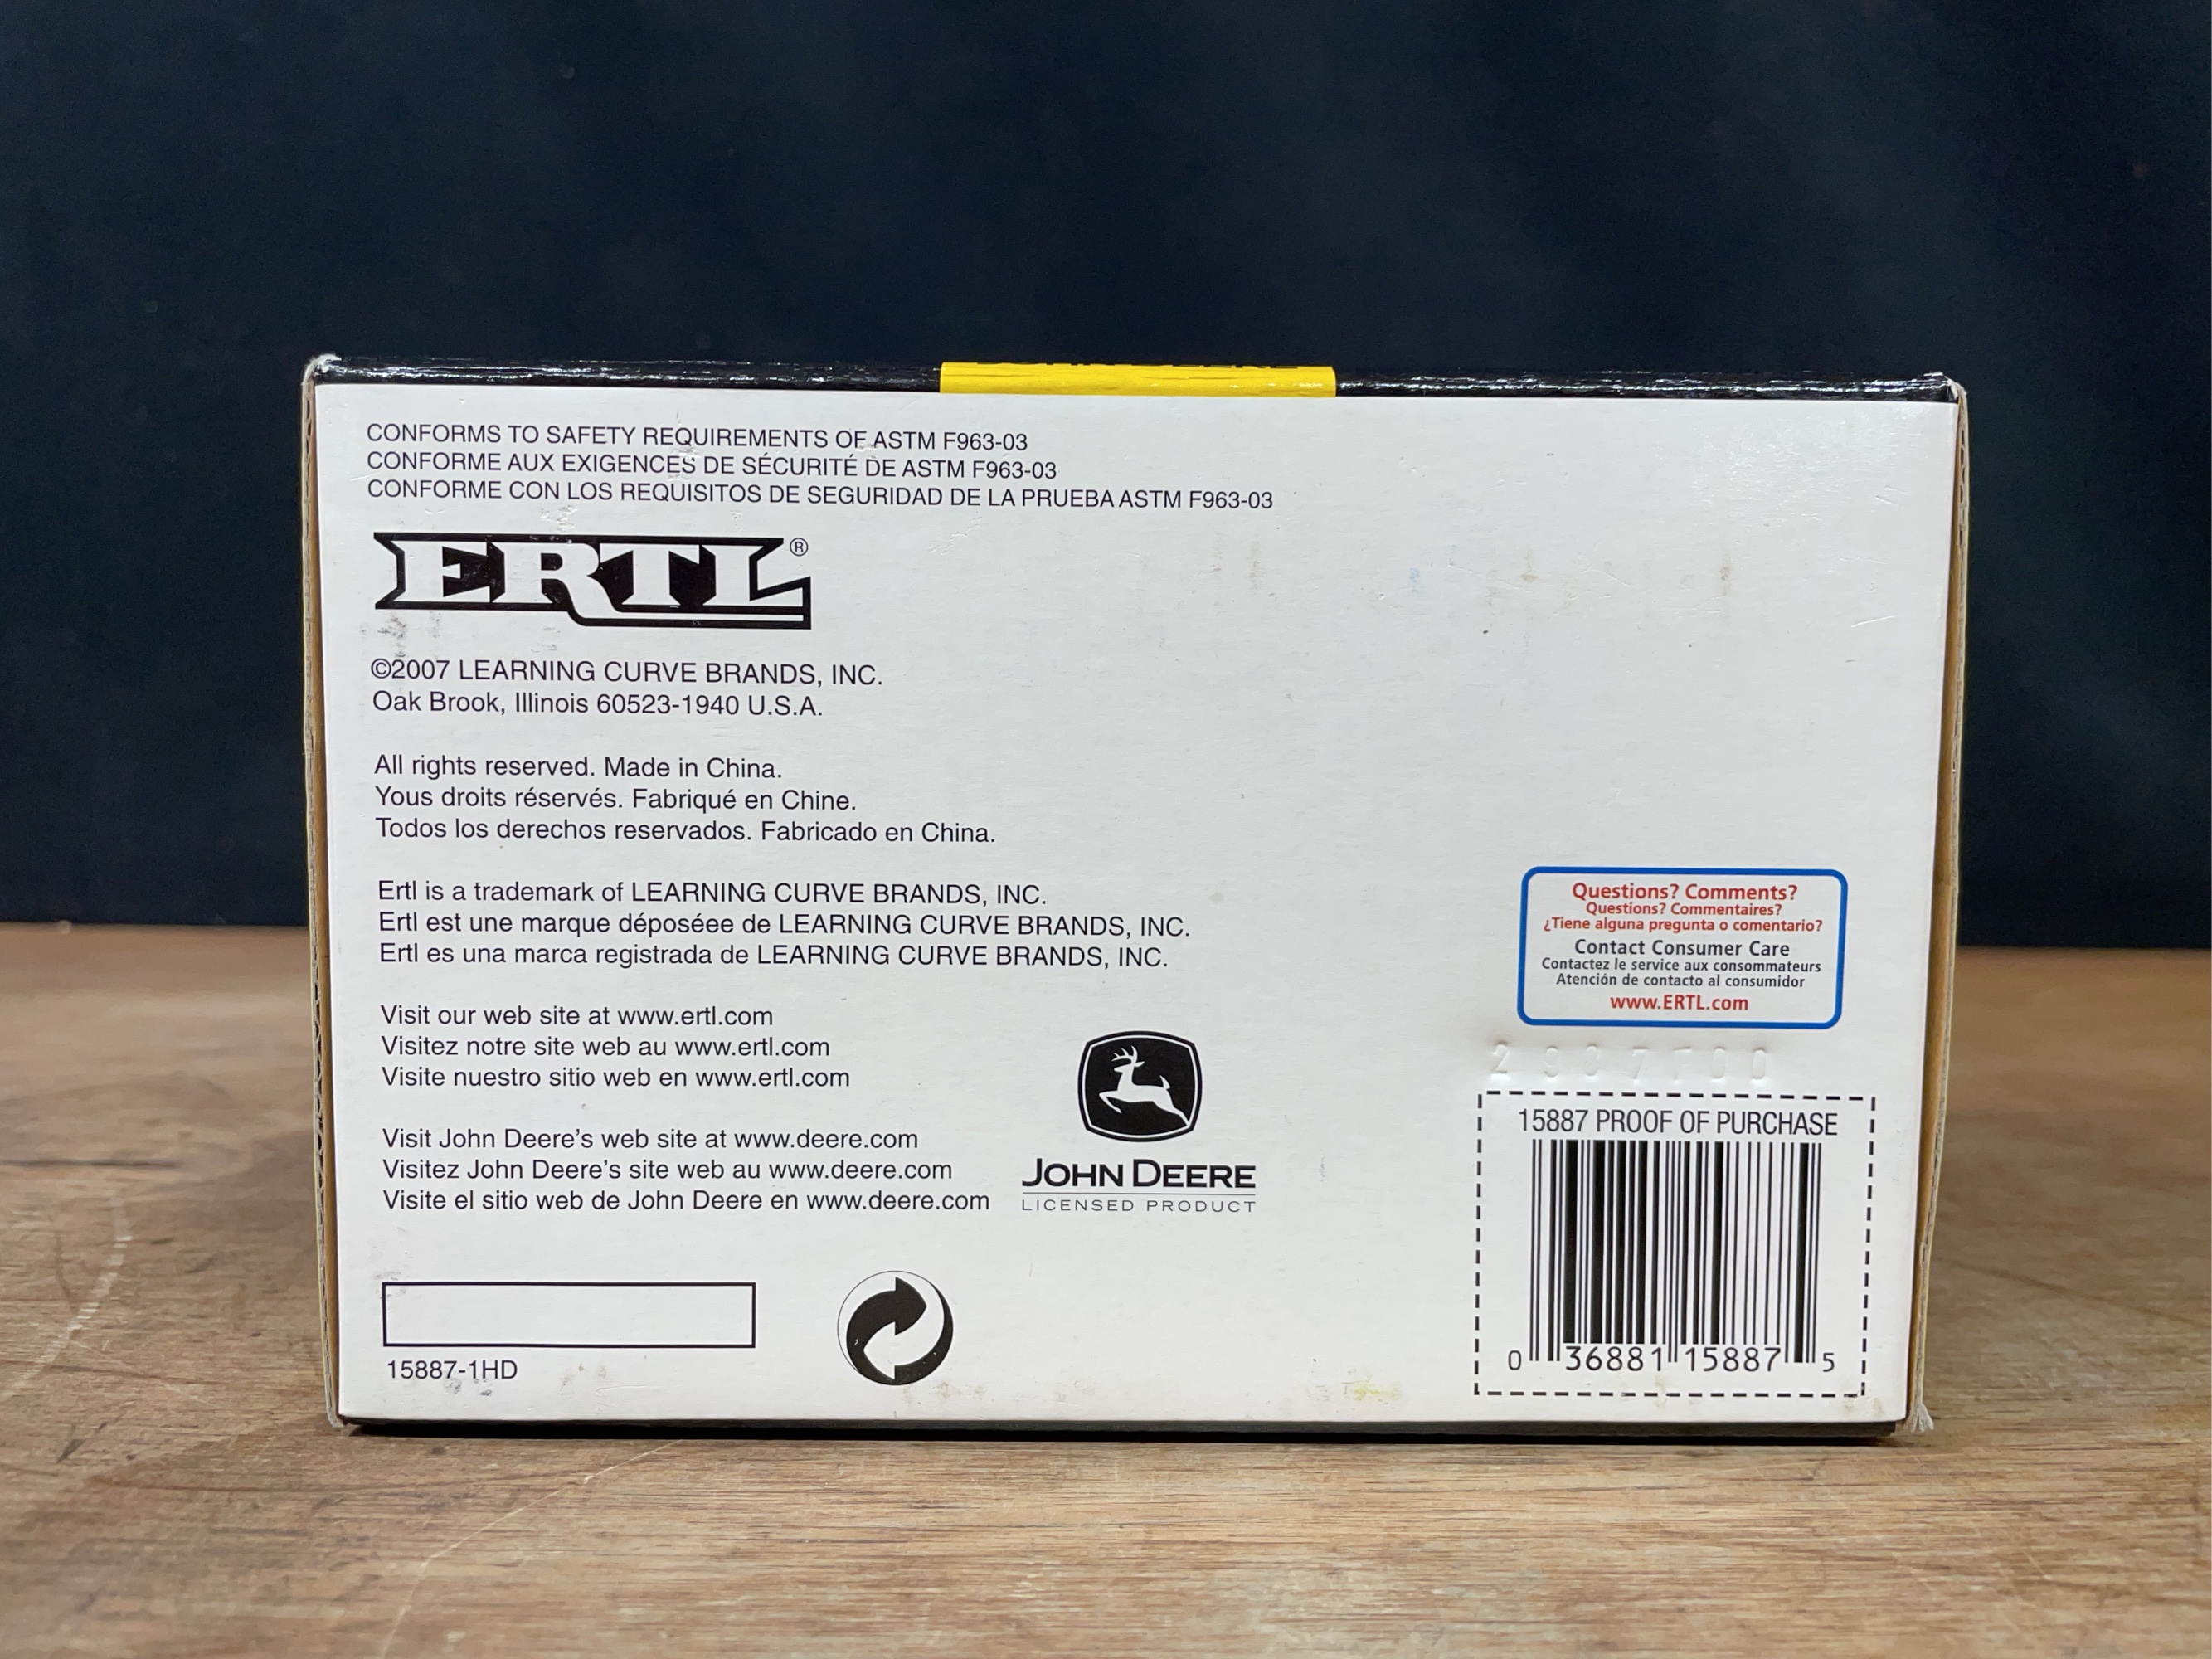 CONFORMS TO SAFETY REQUIREMENTS OF ASTM F963-03
CONFORME AUX EXIGENCES DE SÉCURITÉ DE ASTM F963-03
CONFORME CON LOS REQUISITOS DE SEGURIDAD DE LA PRUEBA ASTM F963-03
ERTL®
©2007 LEARNING CURVE BRANDS, INC.
Oak Brook, Illinois 60523-1940 U.S.A.
All rights reserved. Made in China.
Yous droits réservés. Fabriqué en Chine.
Todos los derechos reservados. Fabricado en China.
Ertl is a trademark of LEARNING CURVE BRANDS, INC.
Ertl est une marque déposéee de LEARNING CURVE BRANDS, INC.
Ertl es una marca registrada de LEARNING CURVE BRANDS, INC.
Visit our web site at www.ertl.com
Visitez notre site web au www.ertl.com
Visite nuestro sitio web en www.ertl.com
Visit John Deere's web site at www.deere.com
Visitez John Deere's site web au www.deere.com
Visite el sitio web de John Deere en www.deere.com
15887-1HD
JOHN DEERE
LICENSED PRODUCT
Questions? Comments?
Questions? Commentaires?
¿Tiene alguna pregunta o comentario?
Contact Consumer Care
Contactez le service aux consommateurs
Atención de contacto al consumidor
www.ERTL.com
15887 PROOF OF PURCHASE
0 36881 15887 5